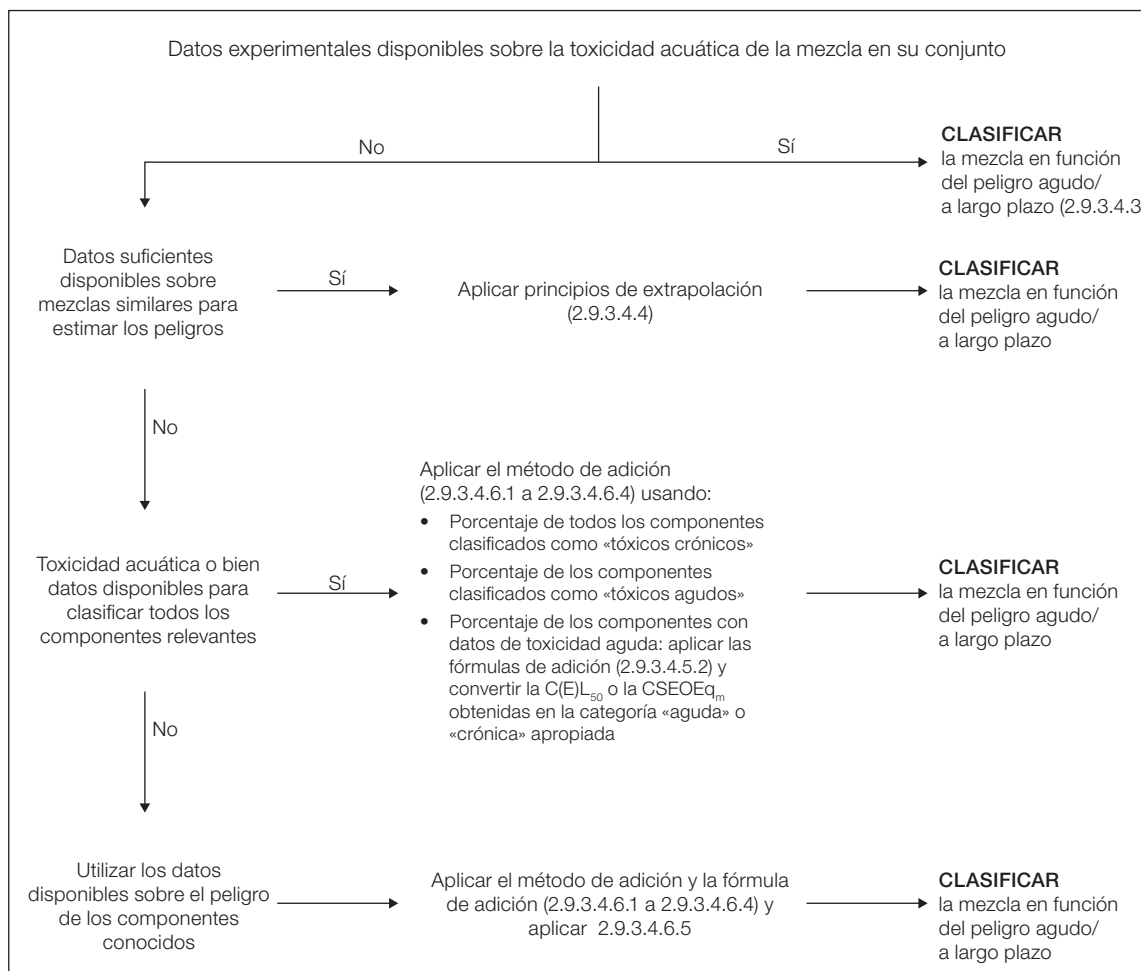 Datos experimentales disponibles sobre la toxicidad acuática de la mezcla en su conjunto
No
Sí
CLASIFICAR
la mezcla en función
del peligro agudo/
a largo plazo (2.9.3.4.3
Datos suficientes
disponibles sobre
mezclas similares para
estimar los peligros
Sí
Aplicar principios de extrapolación
(2.9.3.4.4)
CLASIFICAR
la mezcla en función
del peligro agudo/
a largo plazo
No
Toxicidad acuática o bien
datos disponibles para
clasificar todos los
componentes relevantes
Sí
Aplicar el método de adición
(2.9.3.4.6.1 a 2.9.3.4.6.4) usando:
• Porcentaje de todos los componentes
clasificados como «tóxicos crónicos»
• Porcentaje de los componentes
clasificados como «tóxicos agudos»
• Porcentaje de los componentes con
datos de toxicidad aguda: aplicar las
fórmulas de adición (2.9.3.4.5.2) y
convertir la C(E)L50 o la CSEOEqm
obtenidas en la categoría «aguda» o
«crónica» apropiada
CLASIFICAR
la mezcla en función
del peligro agudo/
a largo plazo
No
Utilizar los datos
disponibles sobre el peligro
de los componentes
conocidos
Aplicar el método de adición y la fórmula
de adición (2.9.3.4.6.1 a 2.9.3.4.6.4) y
aplicar 2.9.3.4.6.5
CLASIFICAR
la mezcla en función
del peligro agudo/
a largo plazo